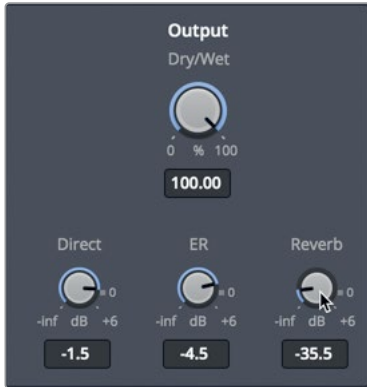 Output
Dry/Wet
0 % 100
100.00
Direct ER Reverb
0 0 0
-inf dB +6 -inf dB +6 -inf dB +6
-1.5 -4.5 -35.5